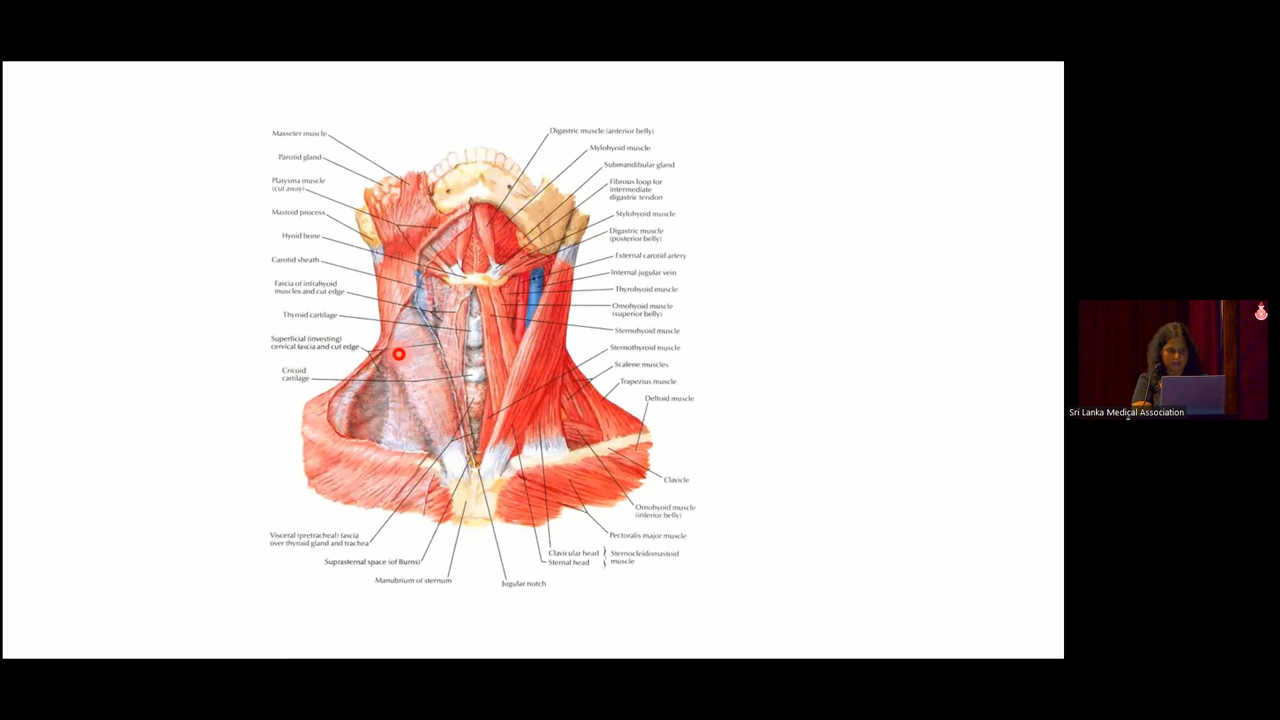 Masseter muscle
Parotid gland
Platysma muscle
(cut away)
Mastoid process
Hyoid bone
Carotid sheath
Fascia of infrahyoid
muscles and cut edge
Thyroid cartilage
Superficial (investing)
cervical fascia and cut edge
Cricoid
cartilage
Visceral (pretracheal) fascia
over thyroid gland and trachea
Suprasternal space (of Burns)
Manubrium of sternum
Jugular notch
Digastric muscle (anterior belly)
Mylohyoid muscle
Submandibular gland
Fibrous loop for
intermediate
digastric tendon
Stylohyoid muscle
Digastric muscle
(posterior belly)
External carotid artery
Internal jugular vein
Thyrohyoid muscle
Omohyoid muscle
(superior belly)
Sternohyoid muscle
Sternothyroid muscle
Scalene muscles
Trapezius muscle
Deltoid muscle
Clavicle
Omohyoid muscle
(inferior belly)
Pectoralis major muscle
Clavicular head
Sternal head
Sternocleidomastoid
muscle
Sri Lanka Medical Association